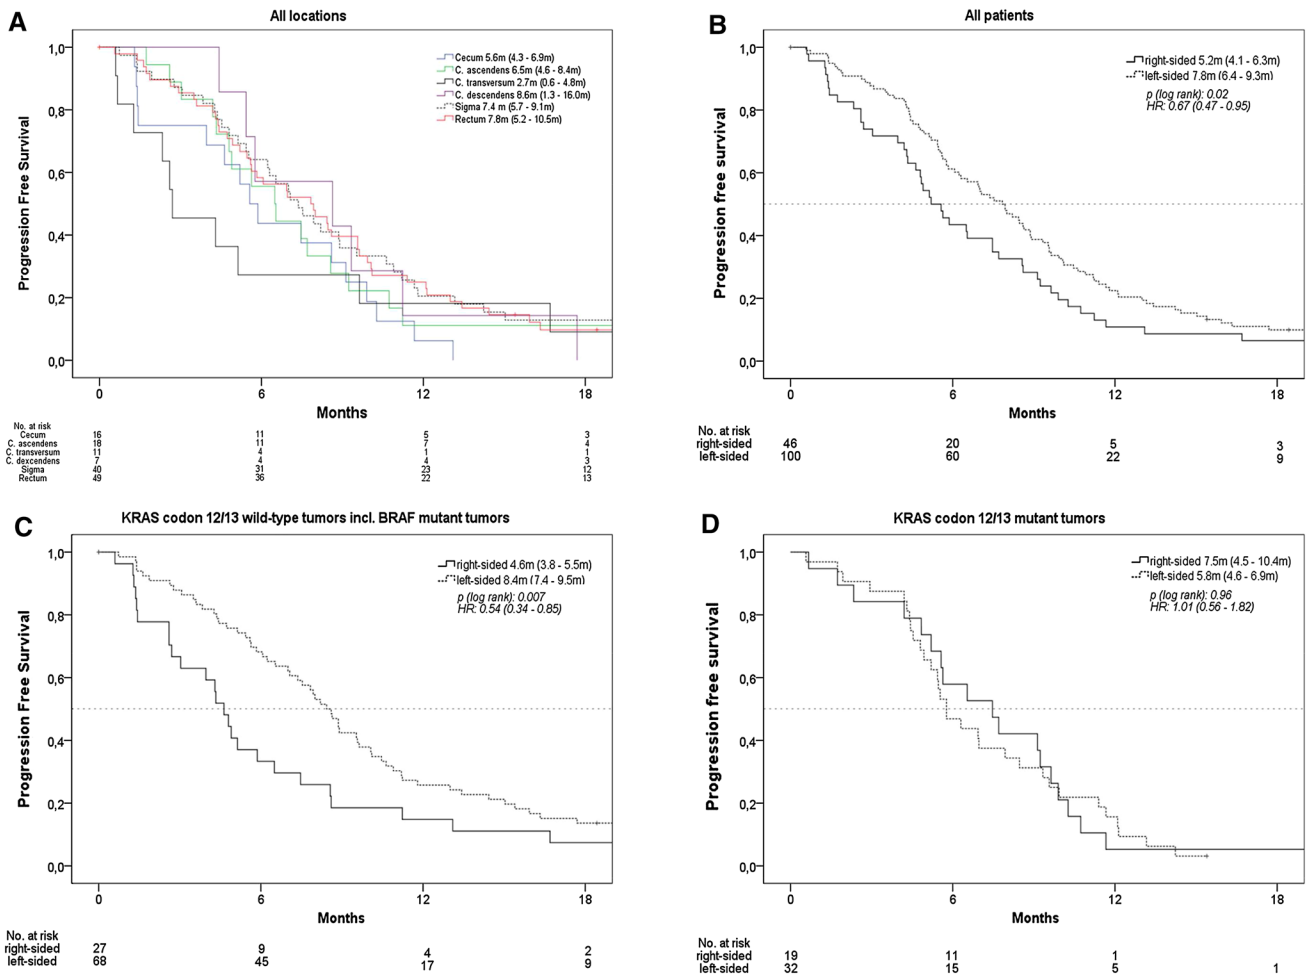 A
All locations
Progression Free Survival
1,0
0,8
0,6
0,4
0,2
0,0
Cecum 5.6m (4.3 - 6.9m)
C. ascendens 6.5m (4.6 - 8.4m)
C. transversum 2.7m (0.6 - 4.8m)
C. descendens 8.6m (1.3 - 16.0m)
Sigma 7.4 m (5.7 - 9.1m)
Rectum 7.8m (5.2 - 10.5m)
0 6 12 18
Months
No. at risk
Cecum 16 11 5 3
C. ascendens 18 11 7 4
C. transversum 11 4 1 1
C. dexcendens 7 4 4 3
Sigma 40 31 23 12
Rectum 49 36 22 13
B
All patients
Progression free survival
1,0
0,8
0,6
0,4
0,2
0,0
right-sided 5.2m (4.1 - 6.3m)
left-sided 7.8m (6.4 - 9.3m)
p (log rank): 0.02
HR: 0.67 (0.47 - 0.95)
0 6 12 18
Months
No. at risk
right-sided 46 20 5 3
left-sided 100 60 22 9
C
KRAS codon 12/13 wild-type tumors incl. BRAF mutant tumors
Progression Free Survival
1,0
0,8
0,6
0,4
0,2
0,0
right-sided 4.6m (3.8 - 5.5m)
left-sided 8.4m (7.4 - 9.5m)
p (log rank): 0.007
HR: 0.54 (0.34 - 0.85)
0 6 12 18
Months
No. at risk
right-sided 27 9 4 2
left-sided 68 45 17 9
D
KRAS codon 12/13 mutant tumors
Progression free survival
1,0
0,8
0,6
0,4
0,2
0,0
right-sided 7.5m (4.5 - 10.4m)
left-sided 5.8m (4.6 - 6.9m)
p (log rank): 0.96
HR: 1.01 (0.56 - 1.82)
0 6 12 18
Months
No. at risk
right-sided 19 11 1
left-sided 32 15 5 1